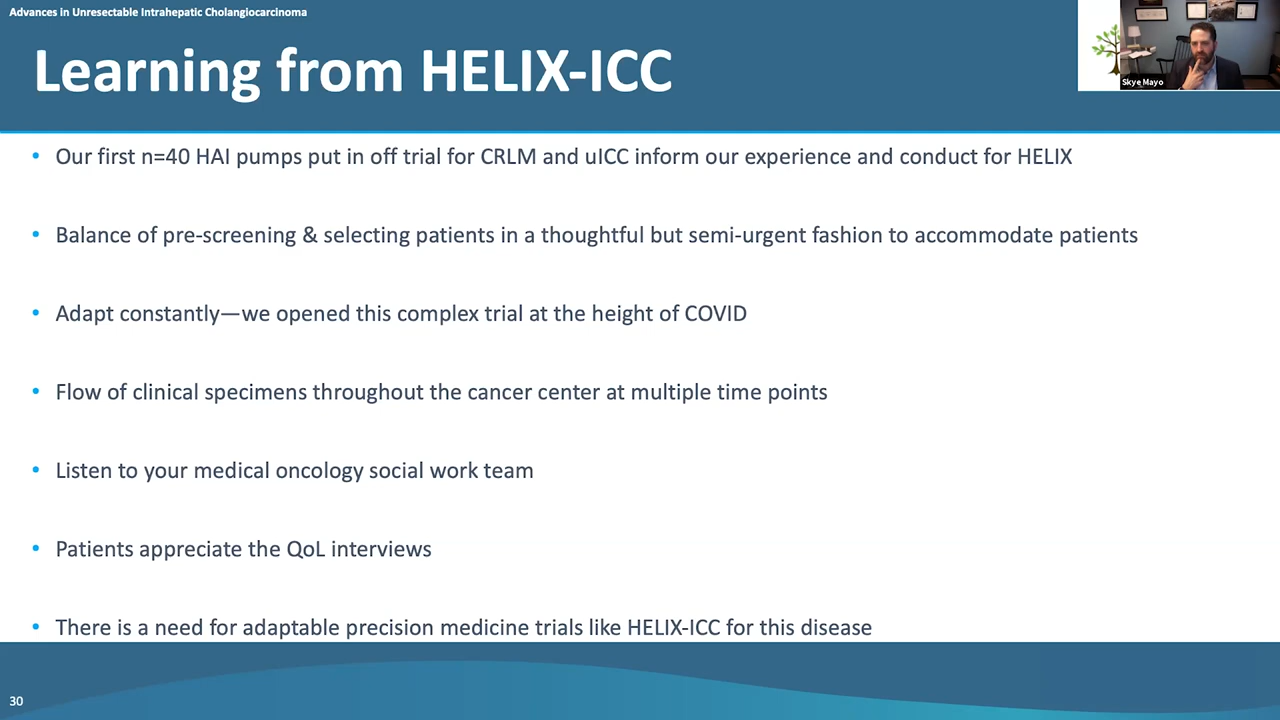 Advances in Unresectable Intrahepatic Cholangiocarcinoma
Learning from HELIX-ICC
Skye Mayo
• Our first n=40 HAI pumps put in off trial for CRLM and uICC inform our experience and conduct for HELIX
• Balance of pre-screening & selecting patients in a thoughtful but semi-urgent fashion to accommodate patients
• Adapt constantly—we opened this complex trial at the height of COVID
• Flow of clinical specimens throughout the cancer center at multiple time points
• Listen to your medical oncology social work team
• Patients appreciate the QoL interviews
• There is a need for adaptable precision medicine trials like HELIX-ICC for this disease
30